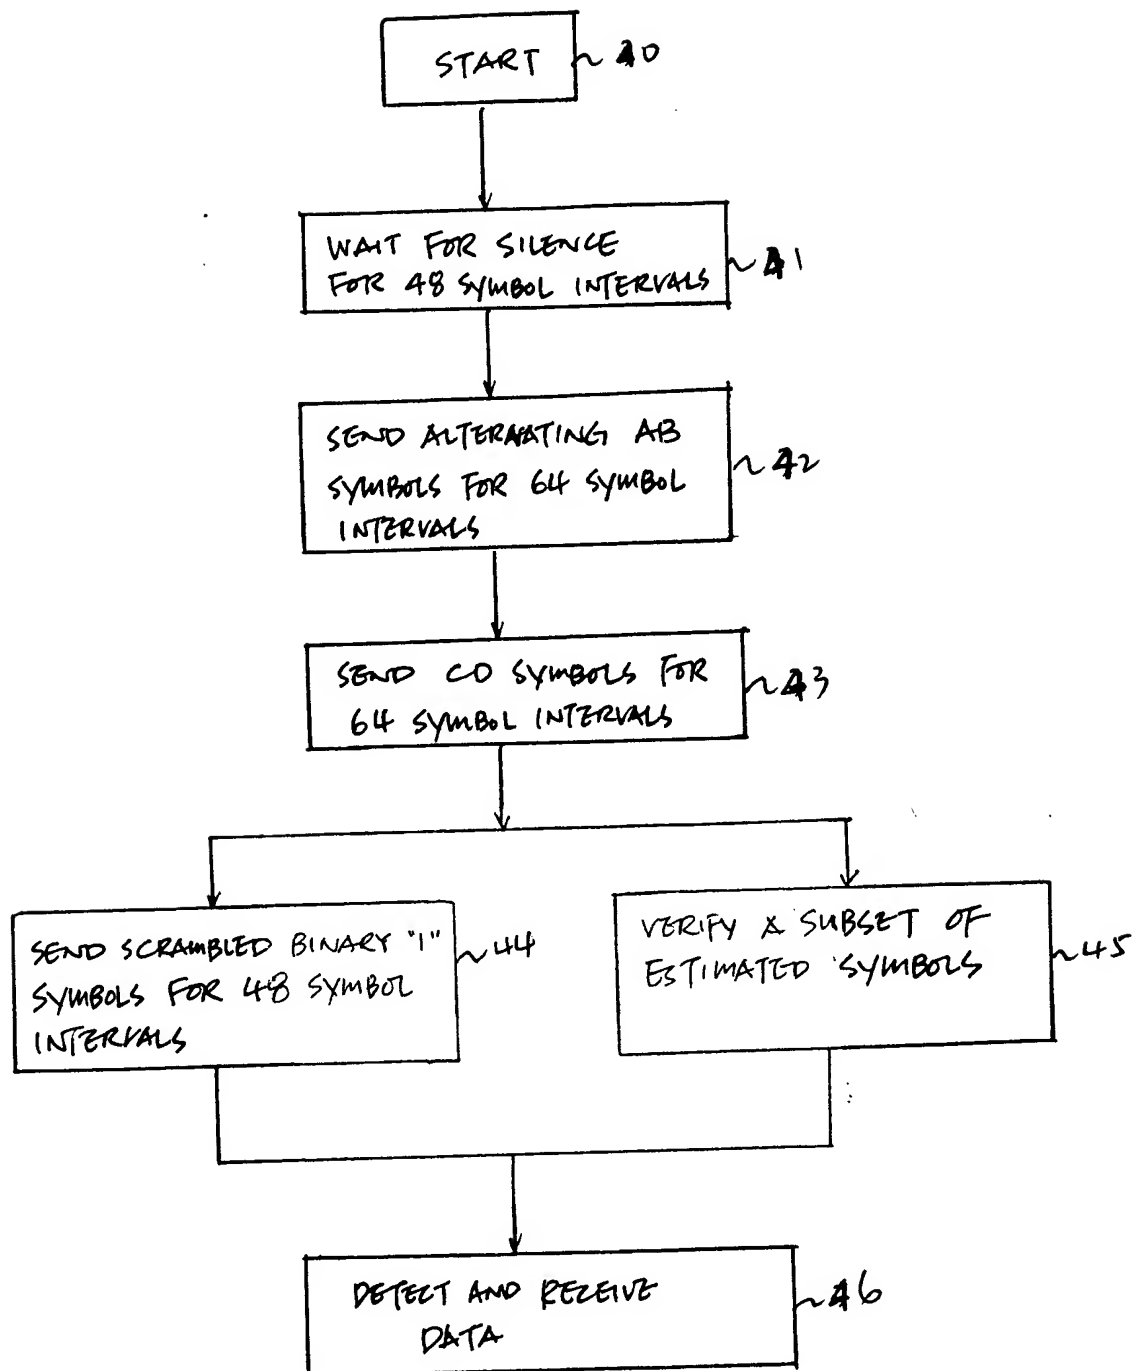 START
40
WAIT FOR SILENCE
FOR 48 SYMBOL INTERVALS
41
SEND ALTERNATING AB
SYMBOLS FOR 64 SYMBOL
INTERVALS
42
SEND CD SYMBOLS FOR
64 SYMBOL INTERVALS
43
SEND SCRAMBLED BINARY "1"
SYMBOLS FOR 48 SYMBOL
INTERVALS
44
VERIFY A SUBSET OF
ESTIMATED SYMBOLS
45
DETECT AND RECEIVE
DATA
46